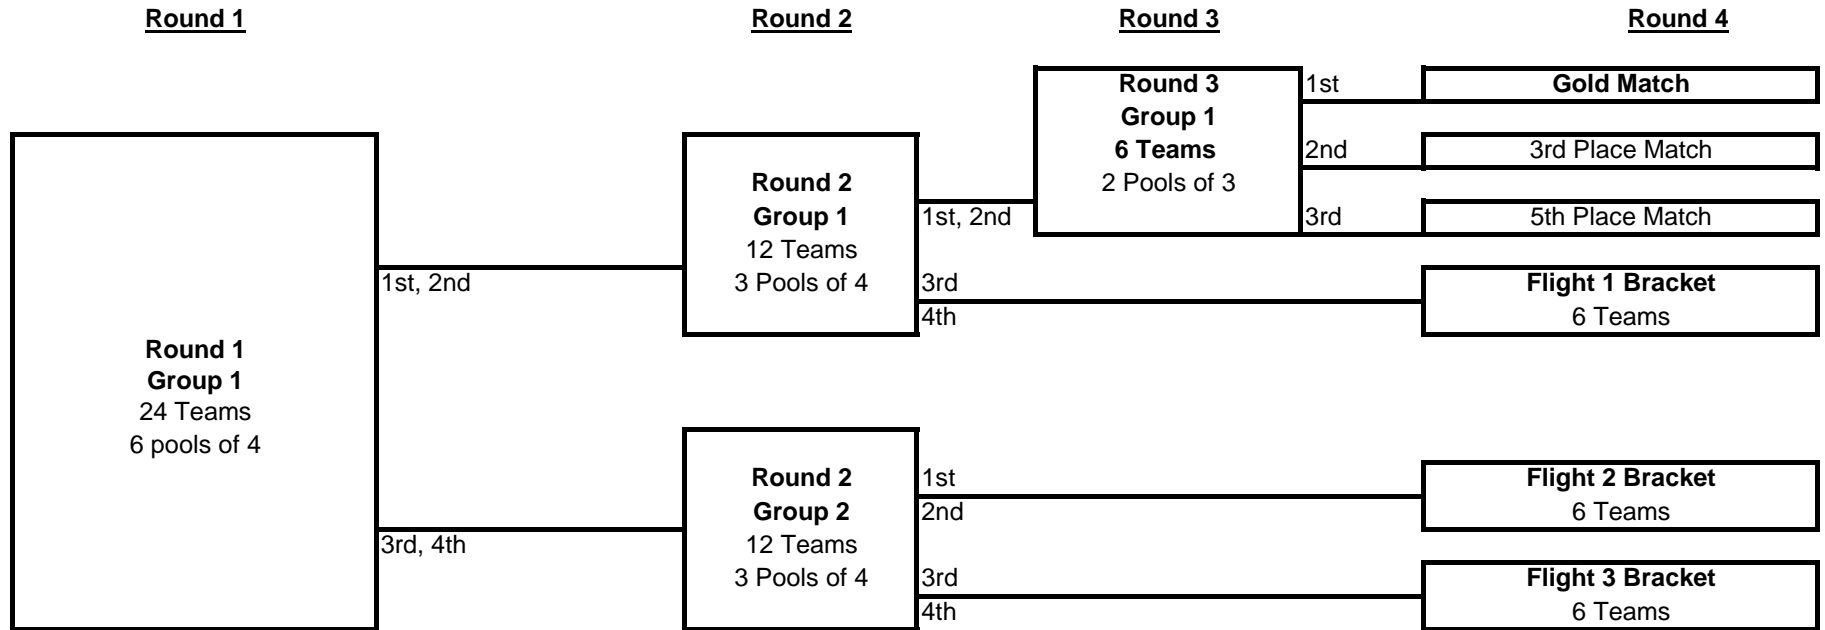 Round 1
Round 2
Round 3
Round 4
Round 1
Group 1
24 Teams
6 pools of 4
1st, 2nd
3rd, 4th
Round 2
Group 1
12 Teams
3 Pools of 4
1st, 2nd
3rd
4th
Round 2
Group 2
12 Teams
3 Pools of 4
1st
2nd
3rd
4th
Round 3
Group 1
6 Teams
2 Pools of 3
1st
2nd
3rd
Gold Match
3rd Place Match
5th Place Match
Flight 1 Bracket
6 Teams
Flight 2 Bracket
6 Teams
Flight 3 Bracket
6 Teams